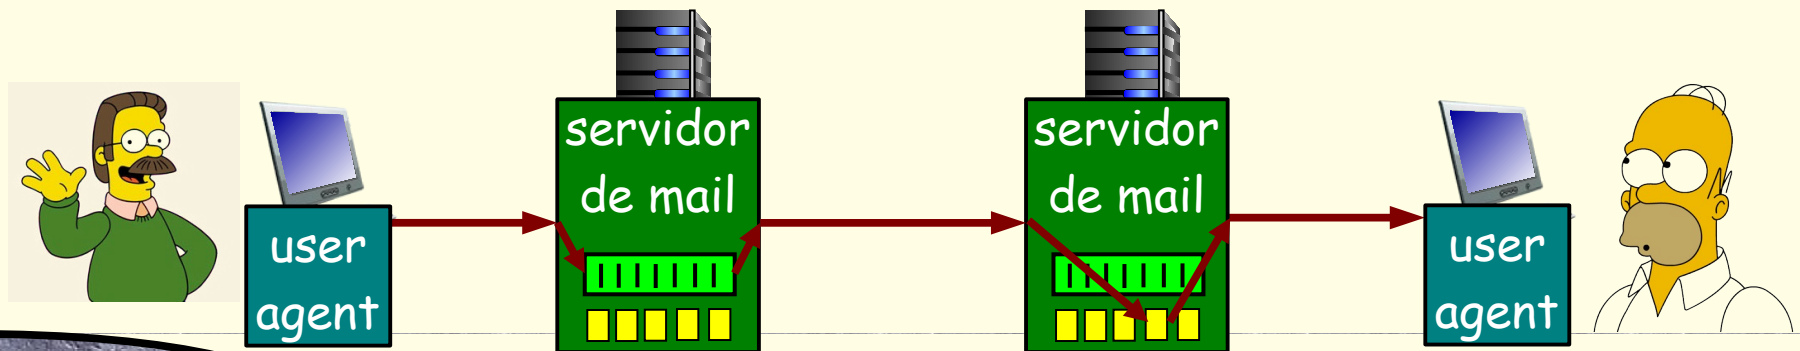 user
agent
servidor
de mail
servidor
de mail
user
agent